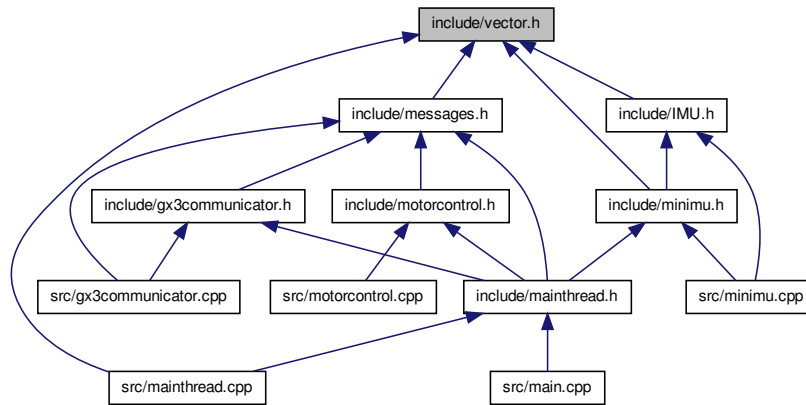 include/vector.h
include/messages.h
include/IMU.h
include/gx3communicator.h
include/motorcontrol.h
include/minimu.h
src/gx3communicator.cpp
src/motorcontrol.cpp
include/mainthread.h
src/minimu.cpp
src/mainthread.cpp
src/main.cpp